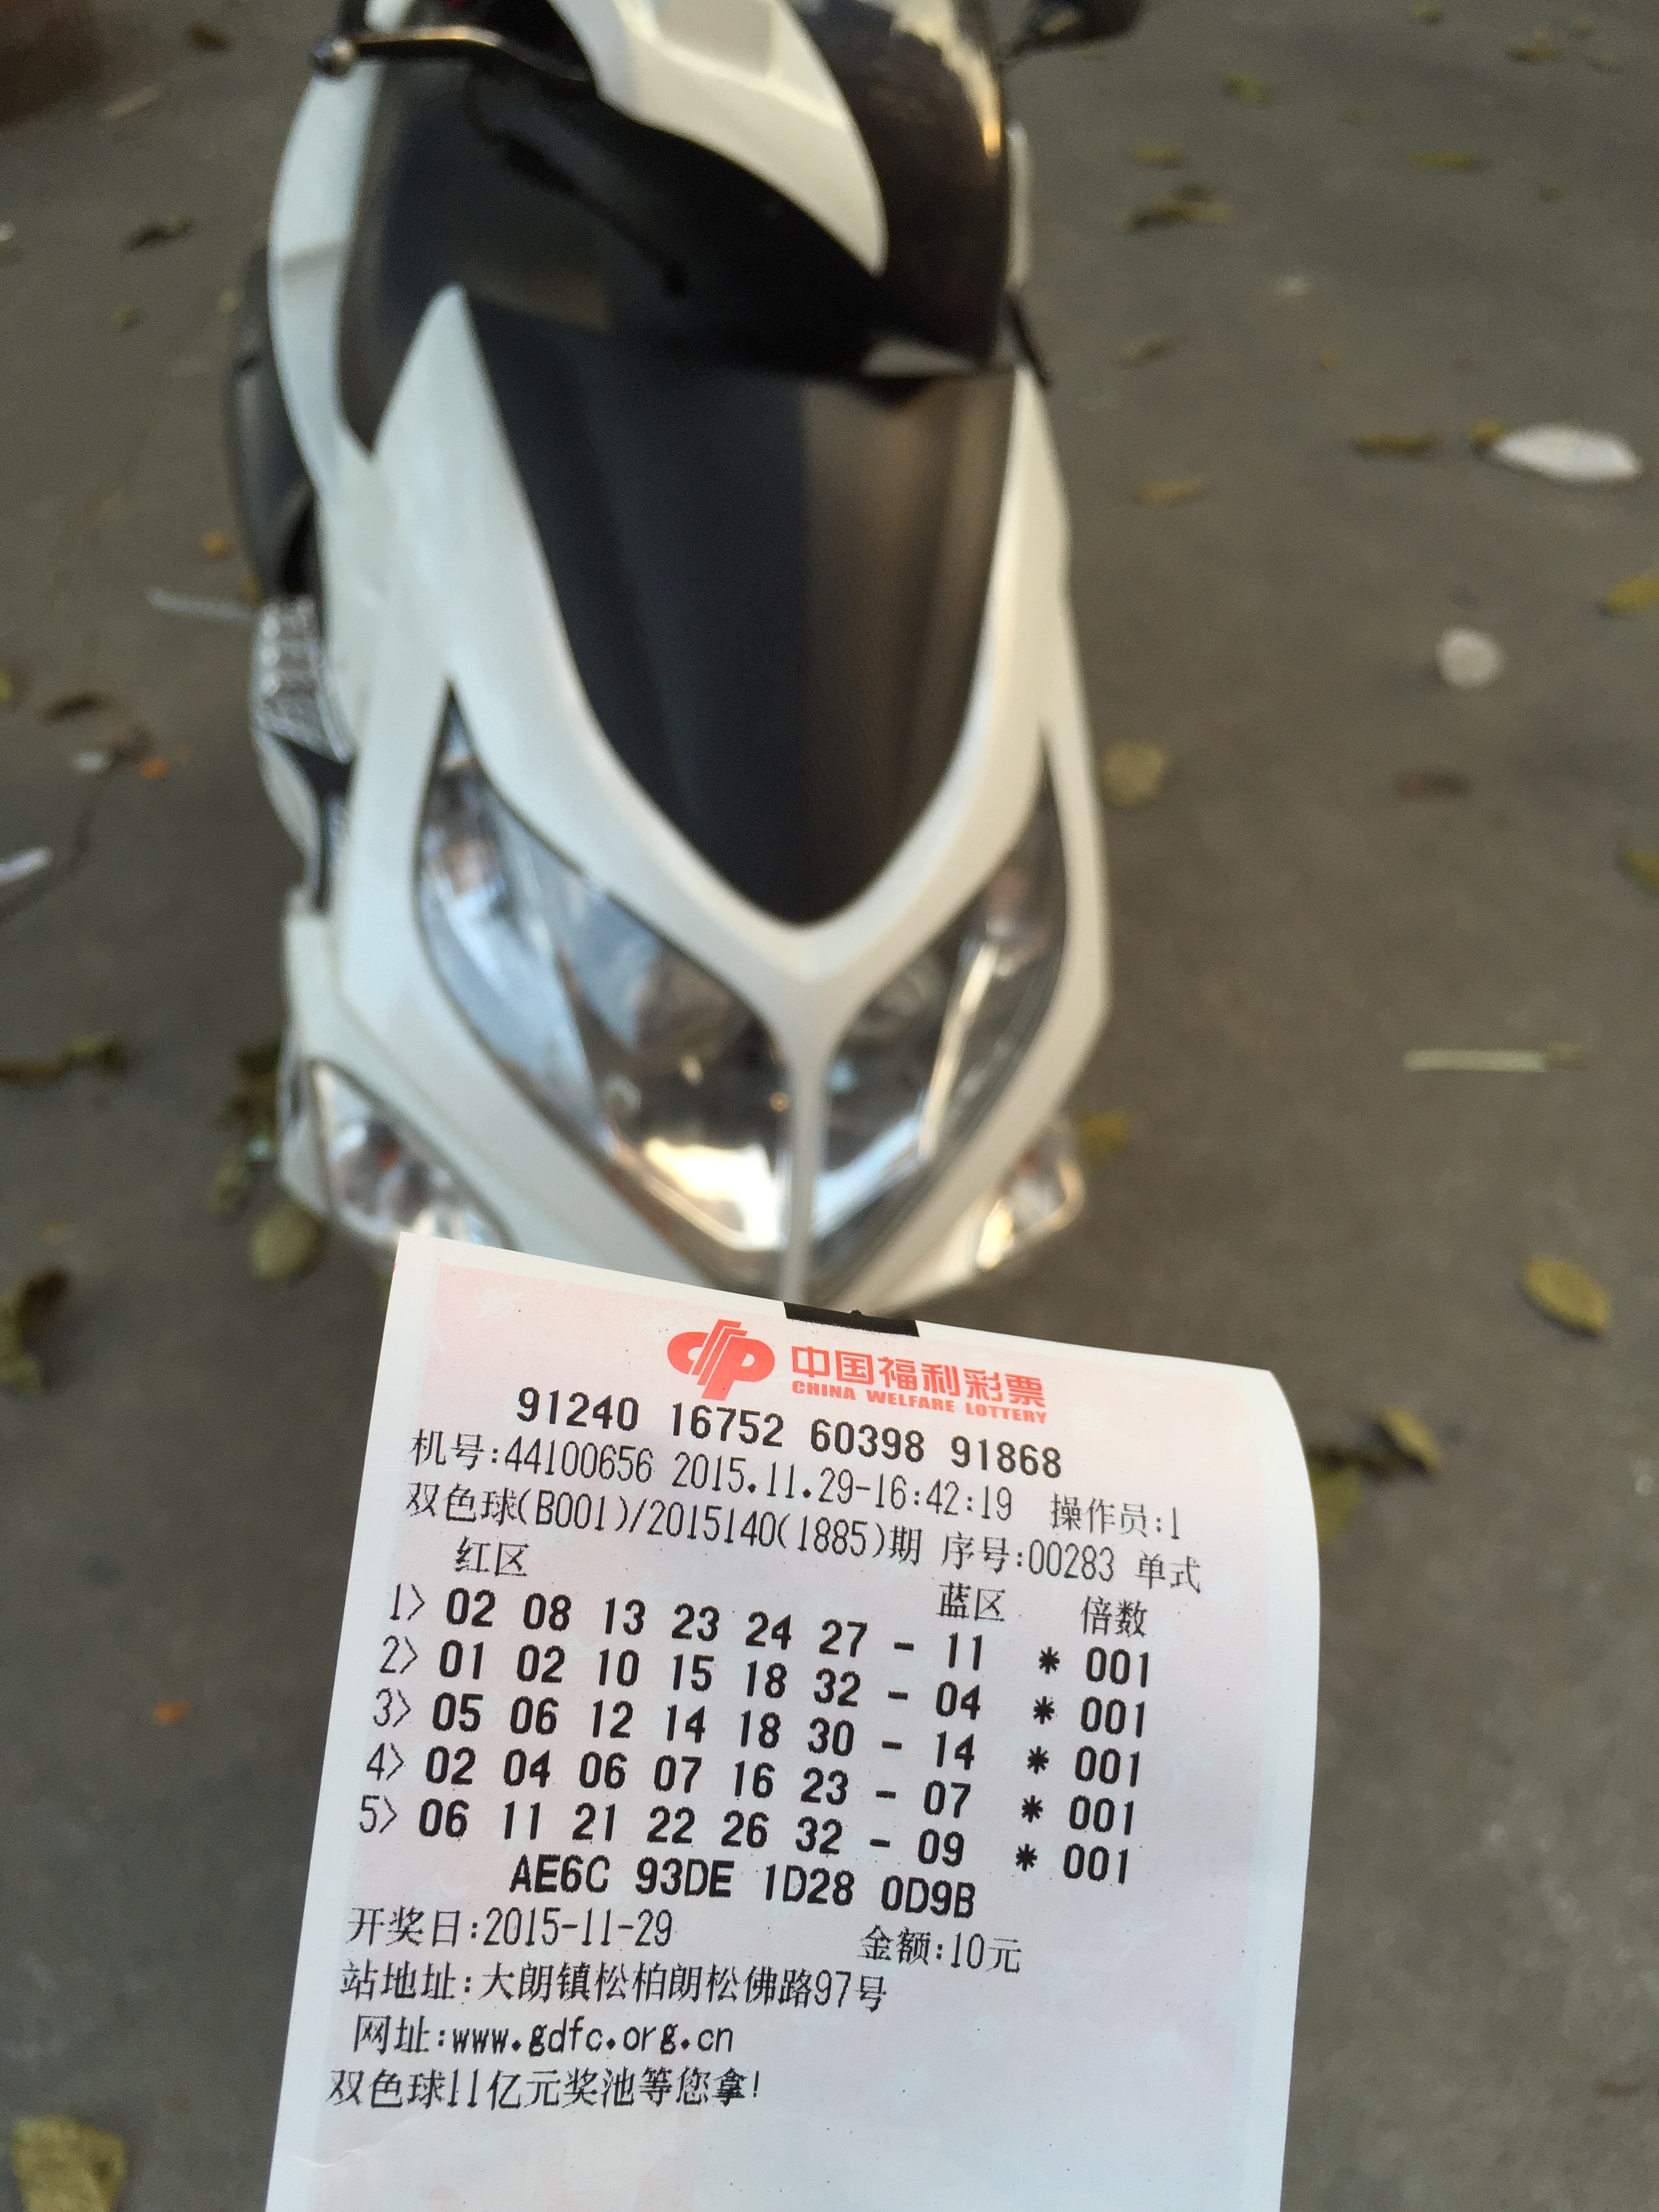 中国福利彩票
CHINA WELFARE LOTTERY
91240 16752 60398 91868
机号:44100656 2015.11.29-16:42:19 操作员:1
双色球(B001)/2015140(1885)期 序号:00283 单式
红区 蓝区 倍数
1> 02 08 13 23 24 27 - 11 * 001
2> 01 02 10 15 18 32 - 04 * 001
3> 05 06 12 14 18 30 - 14 * 001
4> 02 04 06 07 16 23 - 07 * 001
5> 06 11 21 22 26 32 - 09 * 001
AE6C 93DE 1D28 0D9B
开奖日:2015-11-29 金额:10元
站地址:大朗镇松柏朗松佛路97号
网址:www.gdfc.org.cn
双色球11亿元奖池等您拿!